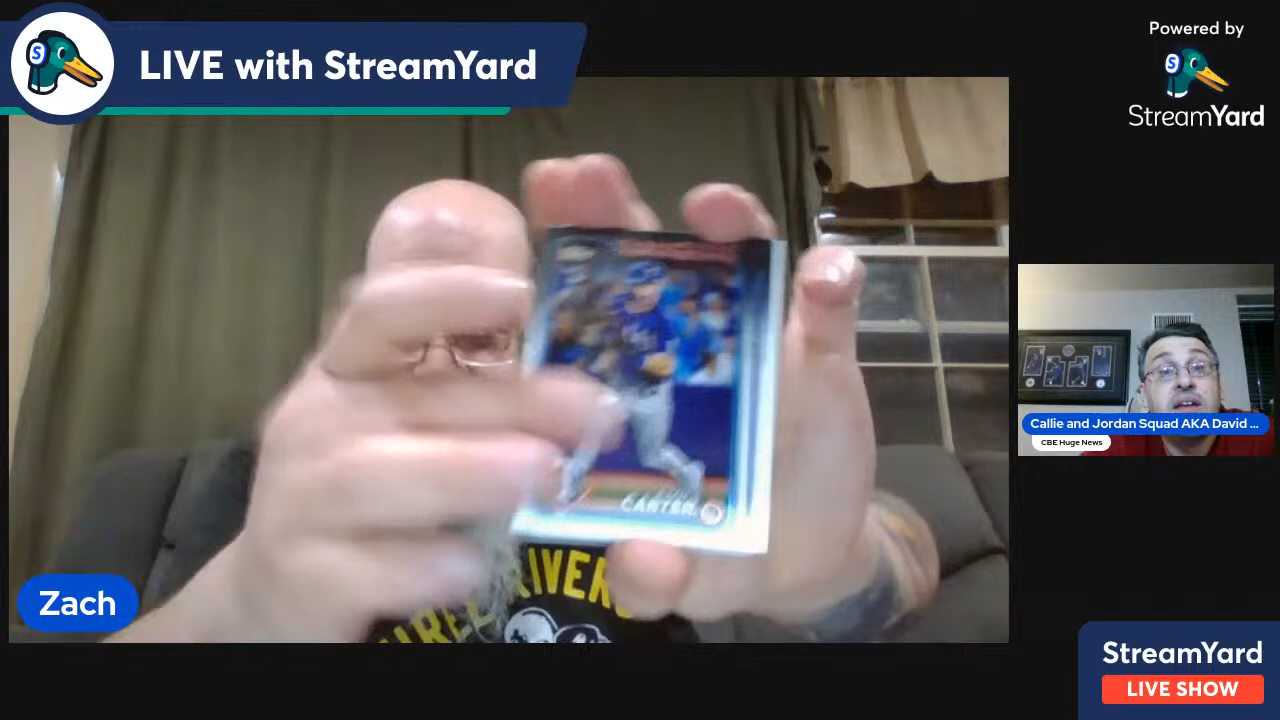 LIVE with StreamYard
Powered by
StreamYard
CARTER
Callie and Jordan Squad AKA David ...
CBE Huge News
Zach
RIVER
StreamYard
LIVE SHOW